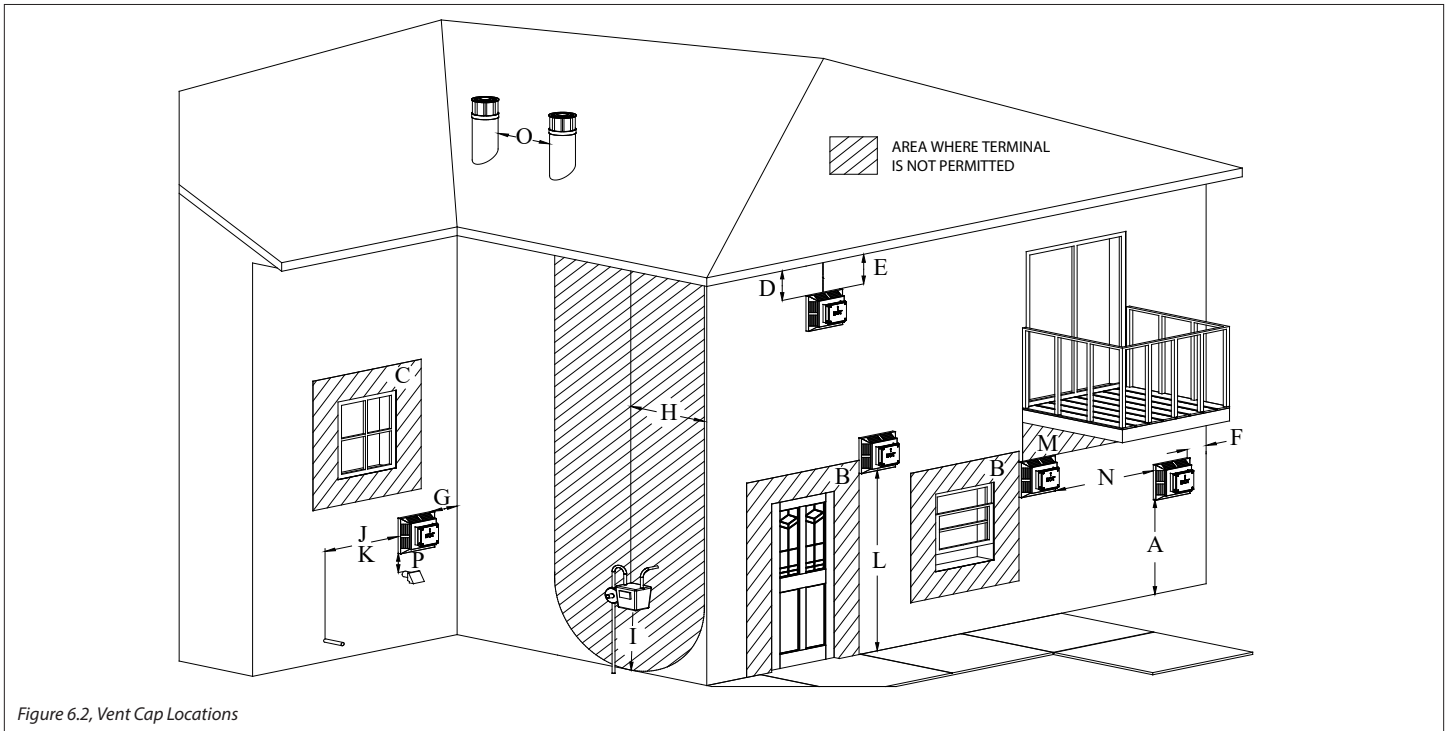 O
AREA WHERE TERMINAL
IS NOT PERMITTED
D
E
C
H
F
M
B
B
N
G
J
K
P
L
A
I
Figure 6.2, Vent Cap Locations